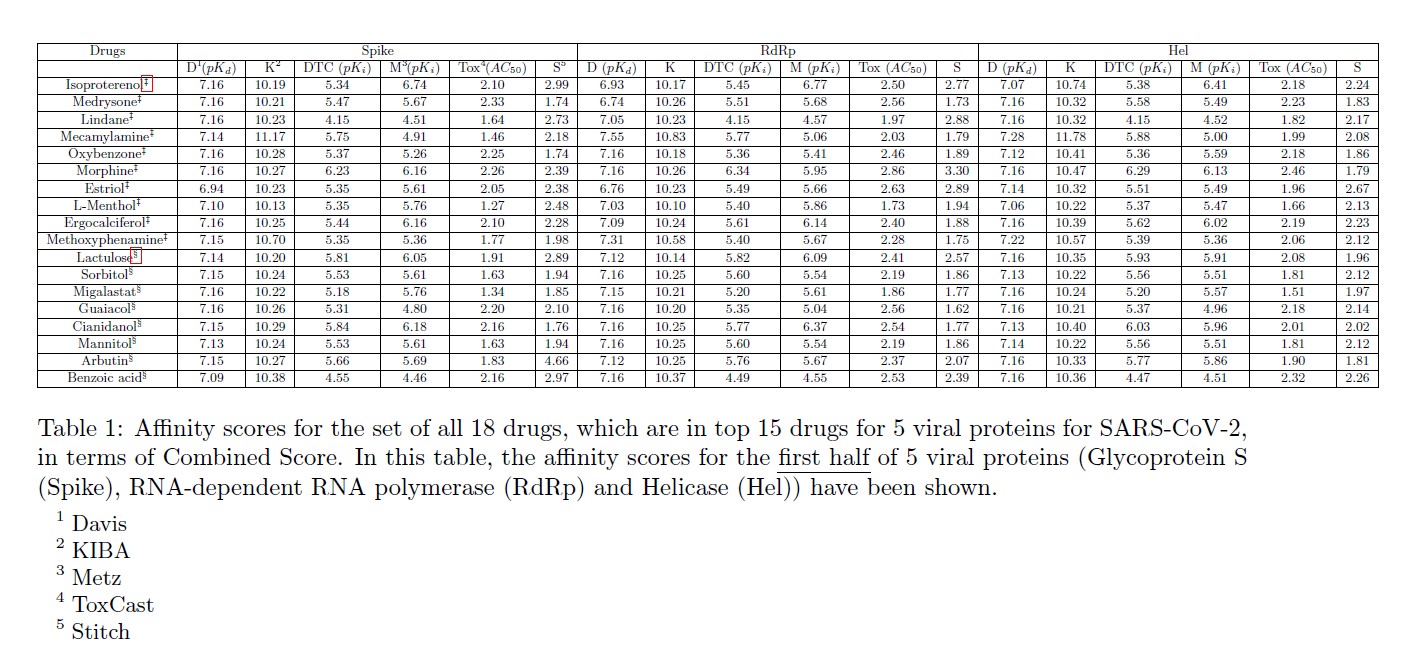 Drugs Spike RdRp Hel
D¹(pKd) K² DTC (pKi) M³(pKi) Tox⁴(AC50) S⁵ D (pKd) K DTC (pKi) M (pKi) Tox (AC50) S D (pKd) K DTC (pKi) M (pKi) Tox (AC50) S
Isoproterenol‡ 7.16 10.19 5.34 6.74 2.10 2.99 6.93 10.17 5.45 6.77 2.50 2.77 7.07 10.74 5.38 6.41 2.18 2.24
Medrysone‡ 7.16 10.21 5.47 5.67 2.33 1.74 6.74 10.26 5.51 5.68 2.56 1.73 7.16 10.32 5.58 5.49 2.23 1.83
Lindane‡ 7.16 10.23 4.15 4.51 1.64 2.73 7.05 10.23 4.15 4.57 1.97 2.88 7.16 10.32 4.15 4.52 1.82 2.17
Mecamylamine‡ 7.14 11.17 5.75 4.91 1.46 2.18 7.55 10.83 5.77 5.06 2.03 1.79 7.28 11.78 5.88 5.00 1.99 2.08
Oxybenzone‡ 7.16 10.28 5.37 5.26 2.25 1.74 7.16 10.18 5.36 5.41 2.46 1.89 7.12 10.41 5.36 5.59 2.18 1.86
Morphine‡ 7.16 10.27 6.23 6.16 2.26 2.39 7.16 10.26 6.34 5.95 2.86 3.30 7.16 10.47 6.29 6.13 2.46 1.79
Estriol‡ 6.94 10.23 5.35 5.61 2.05 2.38 6.76 10.23 5.49 5.66 2.63 2.89 7.14 10.32 5.51 5.49 1.96 2.67
L-Menthol‡ 7.10 10.13 5.35 5.76 1.27 2.48 7.03 10.10 5.40 5.86 1.73 1.94 7.06 10.22 5.37 5.47 1.66 2.13
Ergocalciferol‡ 7.16 10.25 5.44 6.16 2.10 2.28 7.09 10.24 5.61 6.14 2.40 1.88 7.16 10.39 5.62 6.02 2.19 2.23
Methoxyphenamine‡ 7.15 10.70 5.35 5.36 1.77 1.98 7.31 10.58 5.40 5.67 2.28 1.75 7.22 10.57 5.39 5.36 2.06 2.12
Lactulose§ 7.14 10.20 5.81 6.05 1.91 2.89 7.12 10.14 5.82 6.09 2.41 2.57 7.16 10.35 5.93 5.91 2.08 1.96
Sorbitol§ 7.15 10.24 5.53 5.61 1.63 1.94 7.16 10.25 5.60 5.54 2.19 1.86 7.13 10.22 5.56 5.51 1.81 2.12
Migalastat§ 7.16 10.22 5.18 5.76 1.34 1.85 7.15 10.21 5.20 5.61 1.86 1.77 7.16 10.24 5.20 5.57 1.51 1.97
Guaiacol§ 7.16 10.26 5.31 4.80 2.20 2.10 7.16 10.20 5.35 5.04 2.56 1.62 7.16 10.21 5.37 4.96 2.18 2.14
Cianidanol§ 7.15 10.29 5.84 6.18 2.16 1.76 7.16 10.25 5.77 6.37 2.54 1.77 7.13 10.40 6.03 5.96 2.01 2.02
Mannitol§ 7.13 10.24 5.53 5.61 1.63 1.94 7.16 10.25 5.60 5.54 2.19 1.86 7.14 10.22 5.56 5.51 1.81 2.12
Arbutin§ 7.15 10.27 5.66 5.69 1.83 4.66 7.12 10.25 5.76 5.67 2.37 2.07 7.16 10.33 5.77 5.86 1.90 1.81
Benzoic acid§ 7.09 10.38 4.55 4.46 2.16 2.97 7.16 10.37 4.49 4.55 2.53 2.39 7.16 10.36 4.47 4.51 2.32 2.26
Table 1: Affinity scores for the set of all 18 drugs, which are in top 15 drugs for 5 viral proteins for SARS-CoV-2,
in terms of Combined Score. In this table, the affinity scores for the first half of 5 viral proteins (Glycoprotein S
(Spike), RNA-dependent RNA polymerase (RdRp) and Helicase (Hel)) have been shown.
¹ Davis
² KIBA
³ Metz
⁴ ToxCast
⁵ Stitch